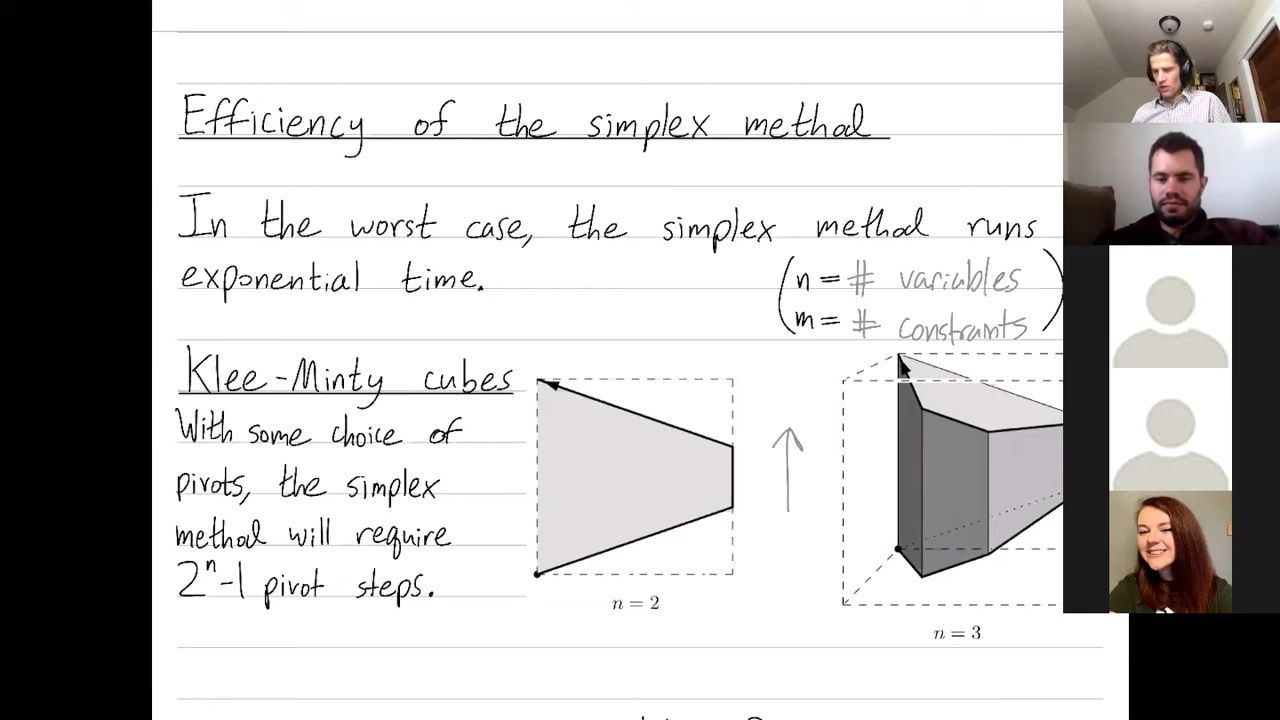 Efficiency of the simplex method
In the worst case, the simplex method runs
exponential time.
(n = # variables
m = # constraints)
Klee-Minty cubes
With some choice of
pivots, the simplex
method will require
2ⁿ-1 pivot steps.
n = 2
n = 3